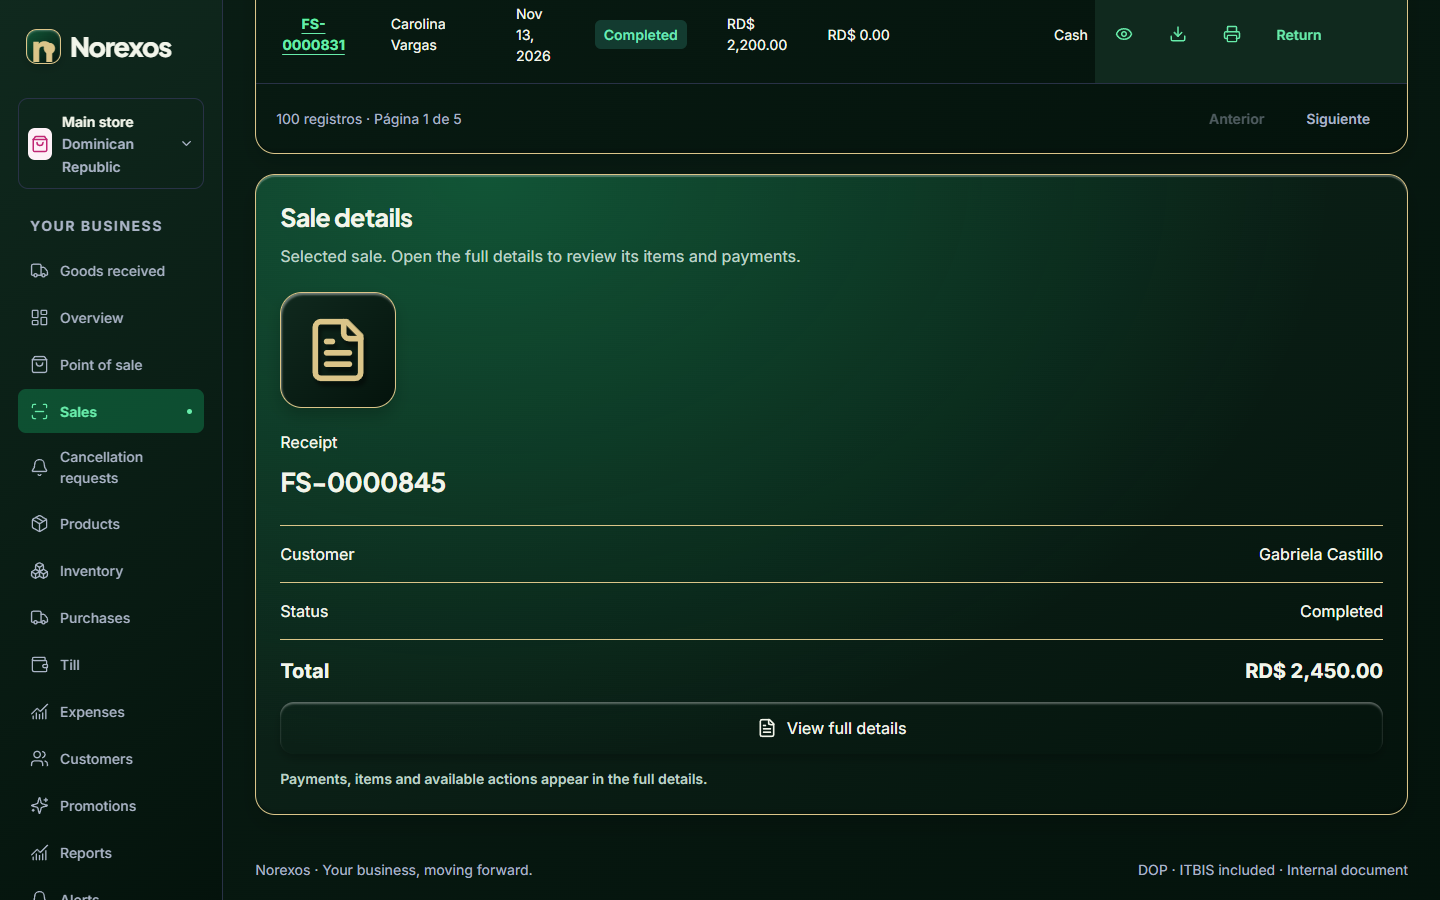 Norexos
Main store
Dominican
Republic
YOUR BUSINESS
Goods received
Overview
Point of sale
Sales
Cancellation
requests
Products
Inventory
Purchases
Till
Expenses
Customers
Promotions
Reports
Alerts
FS-
0000831
Carolina
Vargas
Nov
13,
2026
Completed
RD$
2,200.00
RD$ 0.00
Cash
Return
100 registros · Página 1 de 5
Anterior
Siguiente
Sale details
Selected sale. Open the full details to review its items and payments.
Receipt
FS-0000845
Customer
Gabriela Castillo
Status
Completed
Total
RD$ 2,450.00
View full details
Payments, items and available actions appear in the full details.
Norexos · Your business, moving forward.
DOP · ITBIS included · Internal document